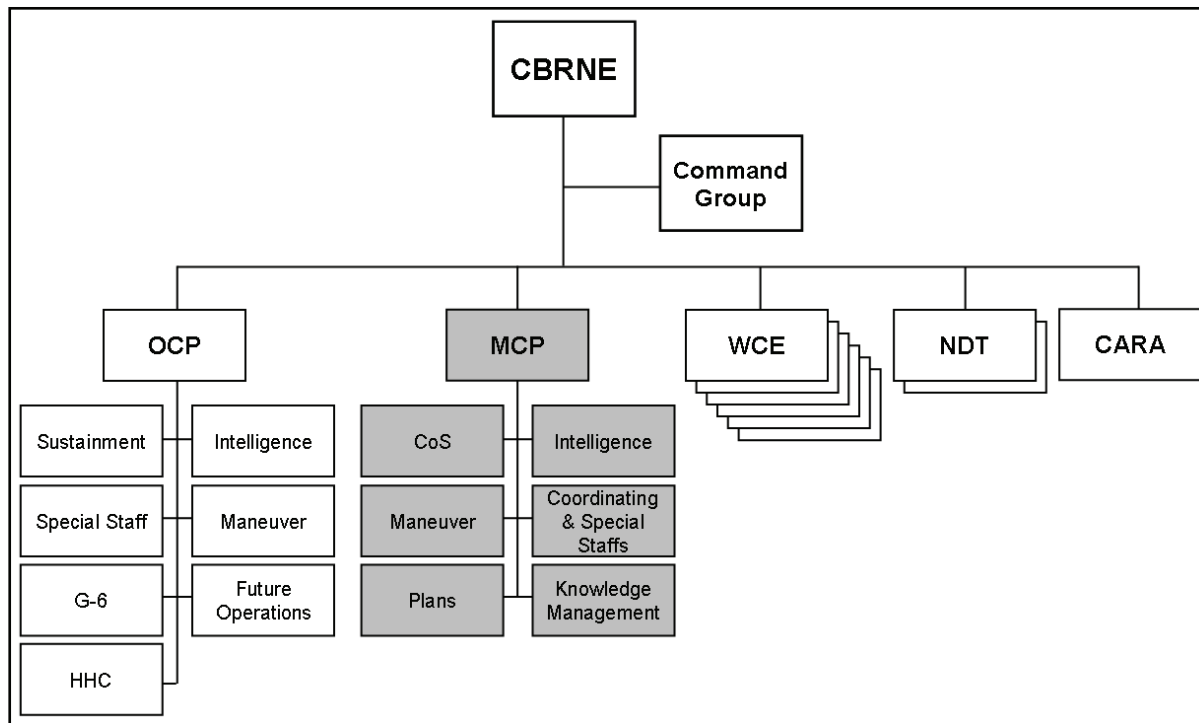 CBRNE
Command
Group
OCP
MCP
WCE
NDT
CARA
Sustainment
Intelligence
CoS
Intelligence
Special Staff
Maneuver
Maneuver
Coordinating
& Special
Staffs
G-6
Future
Operations
Plans
Knowledge
Management
HHC